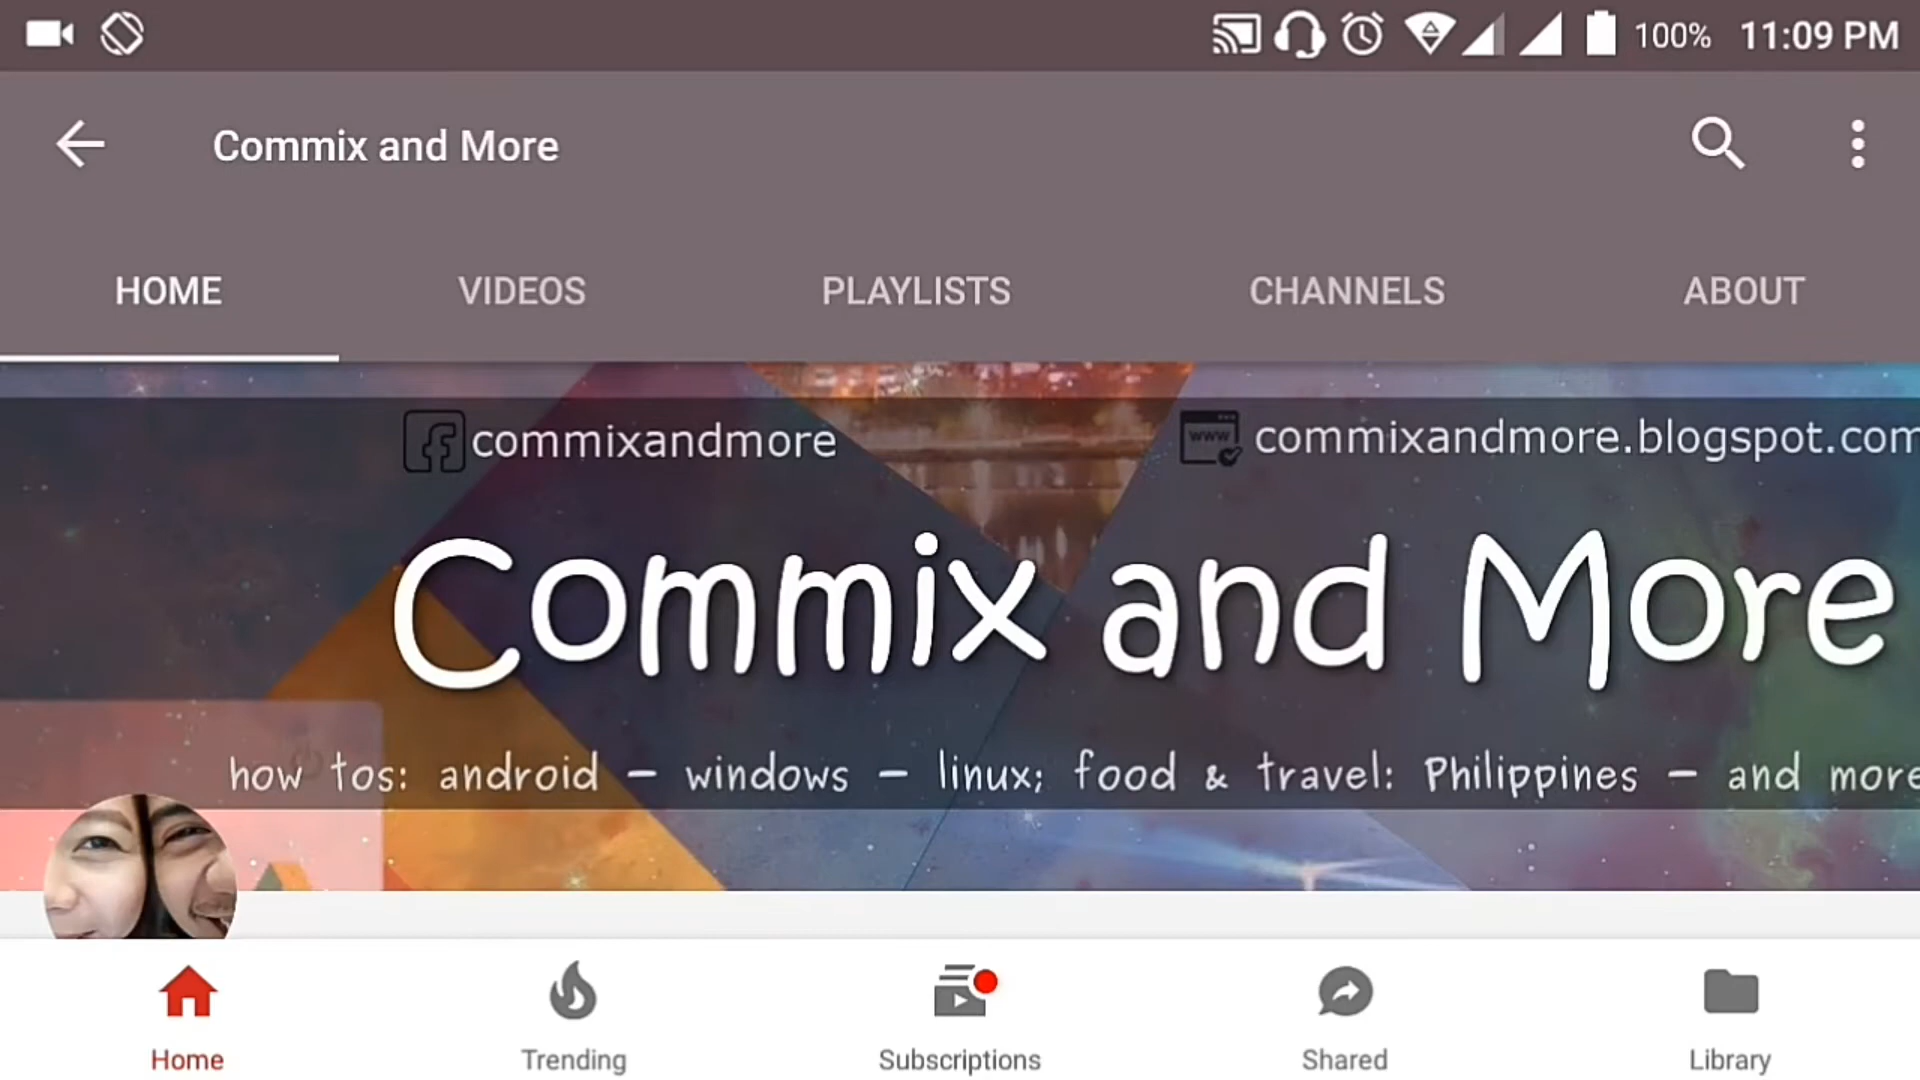 100% 11:09 PM
Commix and More
HOME VIDEOS PLAYLISTS CHANNELS ABOUT
commixandmore www commixandmore.blogspot.com
Commix and More
how tos: android – windows – linux; food & travel: Philippines – and more
Home Trending Subscriptions Shared Library